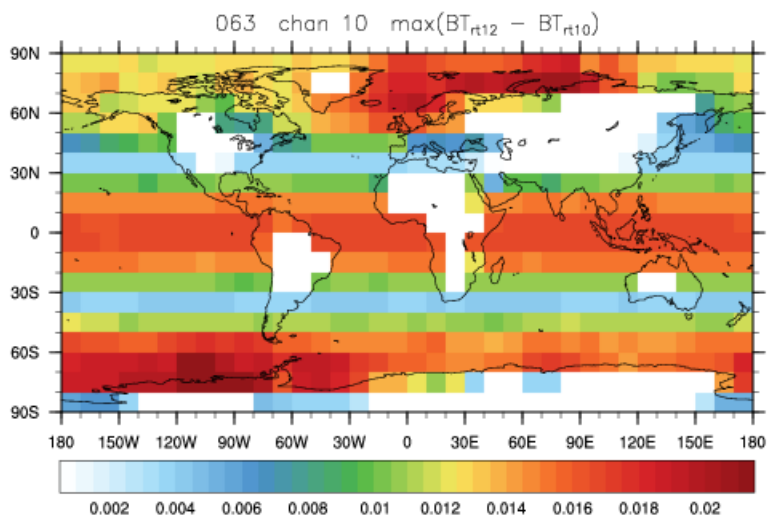 063 chan 10 max(BTrt12 − BTrt10)
90N
60N
30N
0
30S
60S
90S
180 150W 120W 90W 60W 30W 0 30E 60E 90E 120E 150E 180
0.002 0.004 0.006 0.008 0.01 0.012 0.014 0.016 0.018 0.02